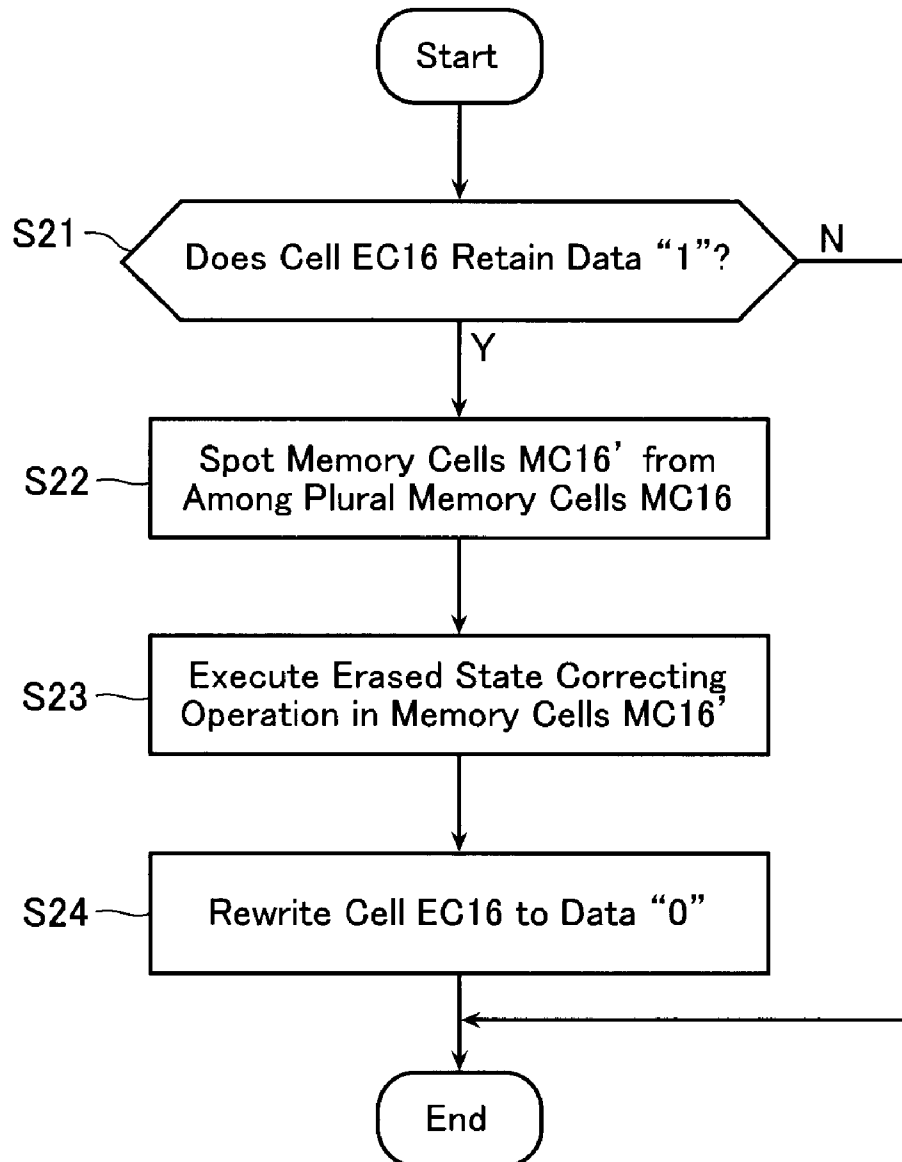 Start
S21
Does Cell EC16 Retain Data “1”?
N
Y
S22
Spot Memory Cells MC16’ from
Among Plural Memory Cells MC16
S23
Execute Erased State Correcting
Operation in Memory Cells MC16’
S24
Rewrite Cell EC16 to Data “0”
End